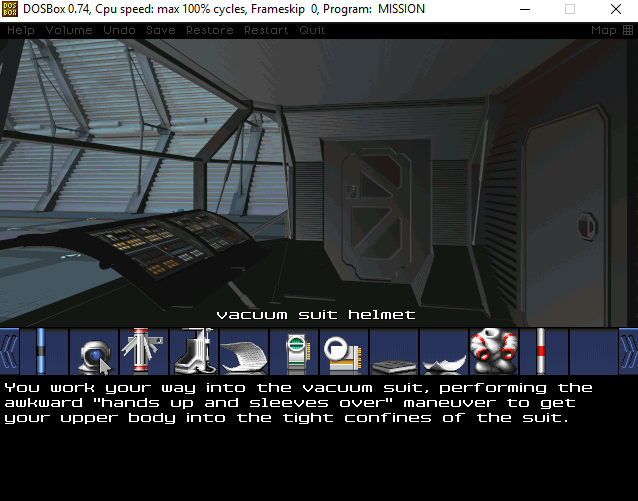 DOS
BOX
DOSBox 0.74, Cpu speed: max 100% cycles, Frameskip 0, Program: MISSION
Help Volume Undo Save Restore Restart Quit Map
vacuum suit helmet
You work your way into the vacuum suit, performing the
awkward "hands up and sleeves over" maneuver to get
your upper body into the tight confines of the suit.